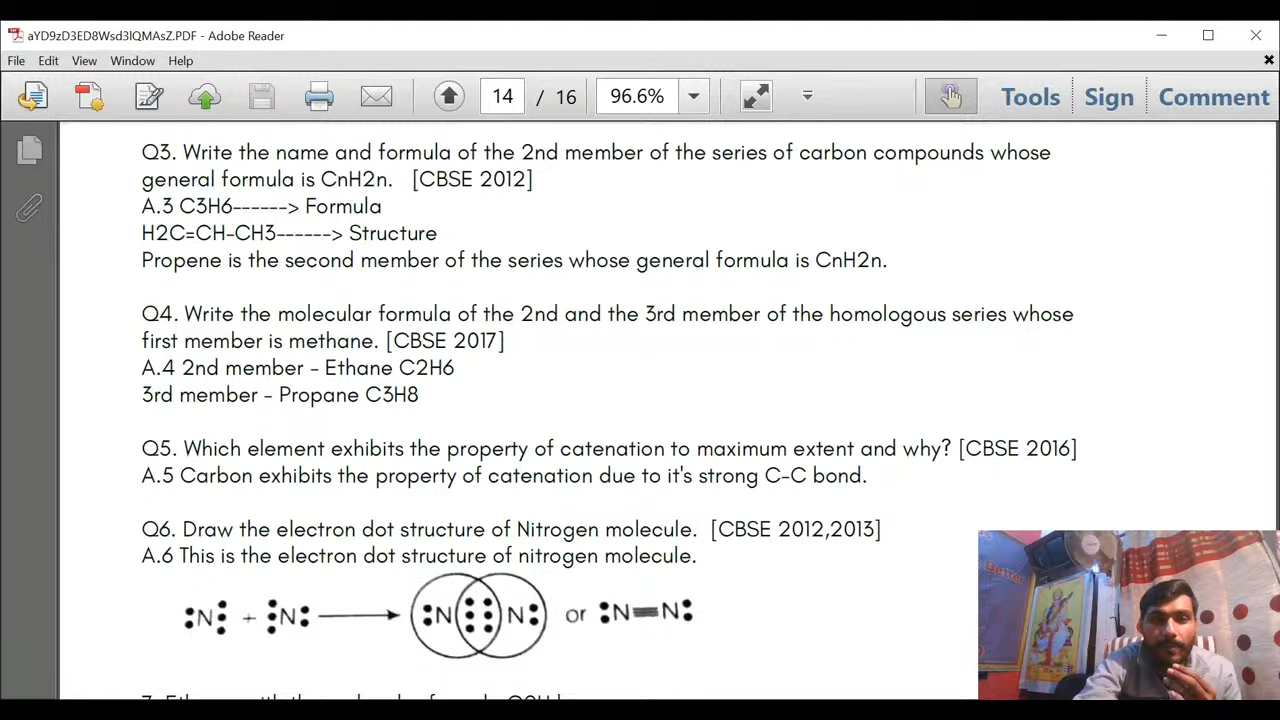 aYD9zD3ED8Wsd3lQMAsZ.PDF - Adobe Reader
File Edit View Window Help
14 / 16 96.6% Tools Sign Comment
Q3. Write the name and formula of the 2nd member of the series of carbon compounds whose
general formula is CnH2n. [CBSE 2012]
A.3 C3H6------> Formula
H2C=CH-CH3------> Structure
Propene is the second member of the series whose general formula is CnH2n.
Q4. Write the molecular formula of the 2nd and the 3rd member of the homologous series whose
first member is methane. [CBSE 2017]
A.4 2nd member - Ethane C2H6
3rd member - Propane C3H8
Q5. Which element exhibits the property of catenation to maximum extent and why? [CBSE 2016]
A.5 Carbon exhibits the property of catenation due to it's strong C-C bond.
Q6. Draw the electron dot structure of Nitrogen molecule. [CBSE 2012,2013]
A.6 This is the electron dot structure of nitrogen molecule.
:N⋮ + ⋮N: → :N⋮⋮N: or :N≡N: